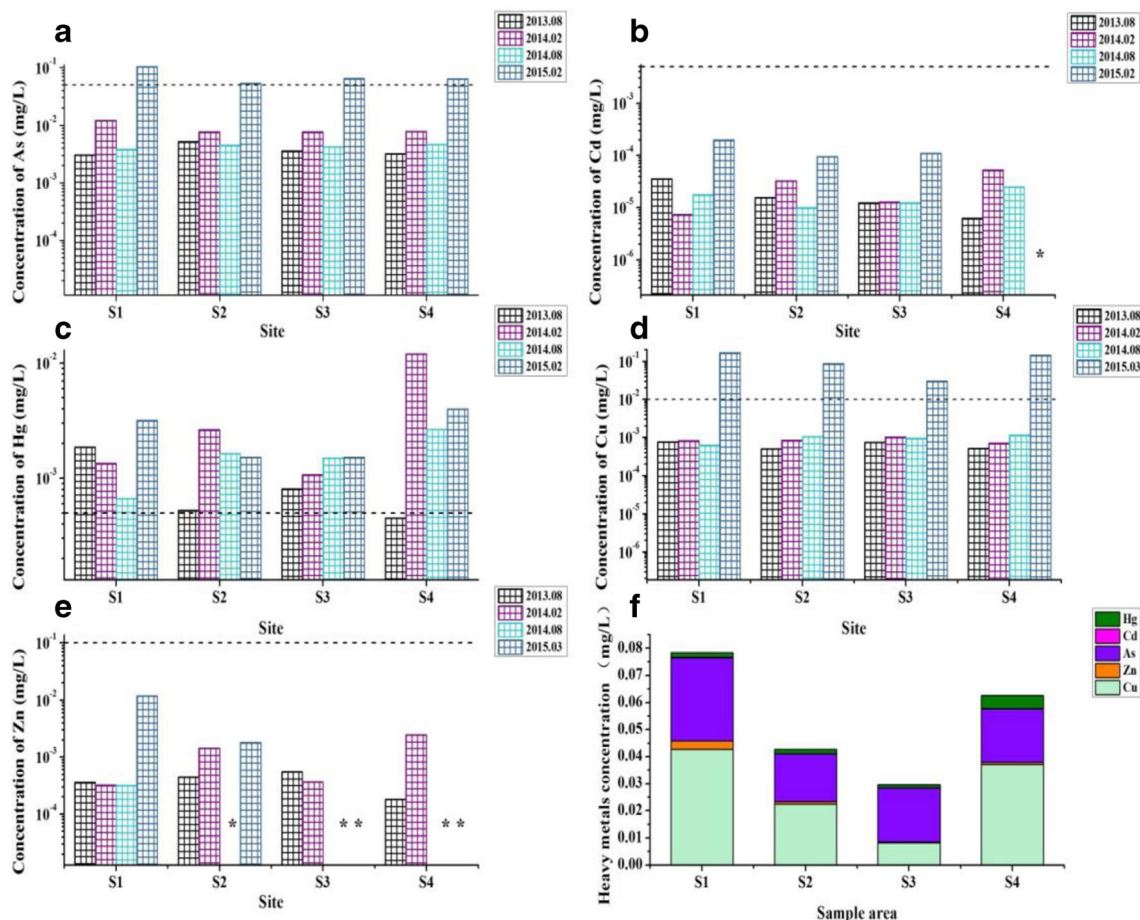 a
2013.08
2014.02
2014.08
2015.02
Concentration of As (mg/L)
10-1
10-2
10-3
10-4
S1 S2 S3 S4
Site
b
2013.08
2014.02
2014.08
2015.02
Concentration of Cd (mg/L)
10-3
10-4
10-5
10-6
*
S1 S2 S3 S4
Site
c
2013.08
2014.02
2014.08
2015.02
Concentration of Hg (mg/L)
10-2
10-3
S1 S2 S3 S4
Site
d
2013.08
2014.02
2014.08
2015.03
Concentration of Cu (mg/L)
10-1
10-2
10-3
10-4
10-5
10-6
S1 S2 S3 S4
Site
e
2013.08
2014.02
2014.08
2015.03
Concentration of Zn (mg/L)
10-1
10-2
10-3
10-4
* * * * *
S1 S2 S3 S4
Site
f
Hg
Cd
As
Zn
Cu
Heavy metals concentration （mg/L）
0.08
0.07
0.06
0.05
0.04
0.03
0.02
0.01
0.00
S1 S2 S3 S4
Sample area